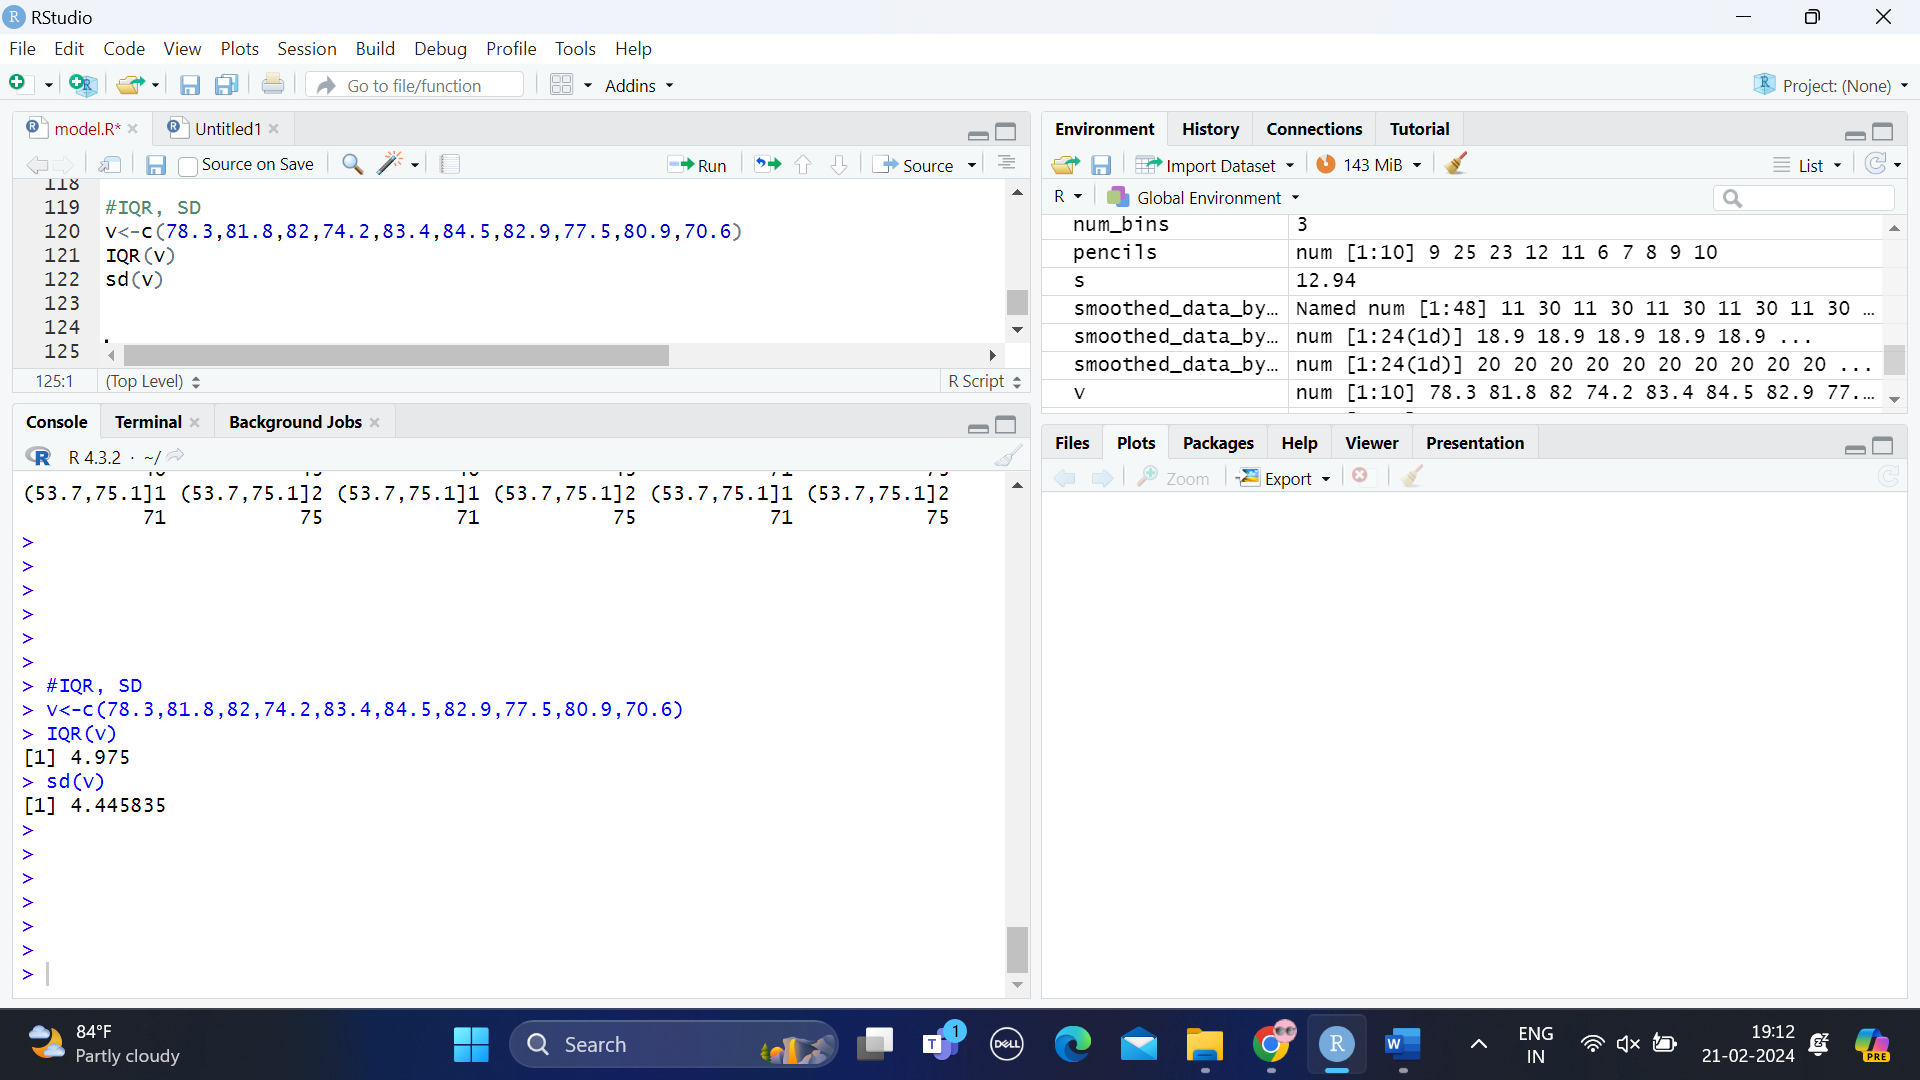 RStudio
File Edit Code View Plots Session Build Debug Profile Tools Help
Go to file/function Addins Project: (None)
model.R* Untitled1
Source on Save Run Source
118
119 #IQR, SD
120 v<-c(78.3,81.8,82,74.2,83.4,84.5,82.9,77.5,80.9,70.6)
121 IQR(v)
122 sd(v)
123
124
125
125:1 (Top Level) R Script
Console Terminal Background Jobs
R 4.3.2 · ~/
(53.7,75.1]1 (53.7,75.1]2 (53.7,75.1]1 (53.7,75.1]2 (53.7,75.1]1 (53.7,75.1]2
71 75 71 75 71 75
>
>
>
>
>
>
> #IQR, SD
> v<-c(78.3,81.8,82,74.2,83.4,84.5,82.9,77.5,80.9,70.6)
> IQR(v)
[1] 4.975
> sd(v)
[1] 4.445835
>
>
>
>
>
>
>
Environment History Connections Tutorial
Import Dataset 143 MiB List
R Global Environment
num_bins 3
pencils num [1:10] 9 25 23 12 11 6 7 8 9 10
s 12.94
smoothed_data_by… Named num [1:48] 11 30 11 30 11 30 11 30 11 30 …
smoothed_data_by… num [1:24(1d)] 18.9 18.9 18.9 18.9 18.9 ...
smoothed_data_by… num [1:24(1d)] 20 20 20 20 20 20 20 20 20 20 ...
v num [1:10] 78.3 81.8 82 74.2 83.4 84.5 82.9 77.…
Files Plots Packages Help Viewer Presentation
Zoom Export
84°F
Partly cloudy
Search
T 1
DELL
R
W
ENG
IN
19:12
21-02-2024
PRE